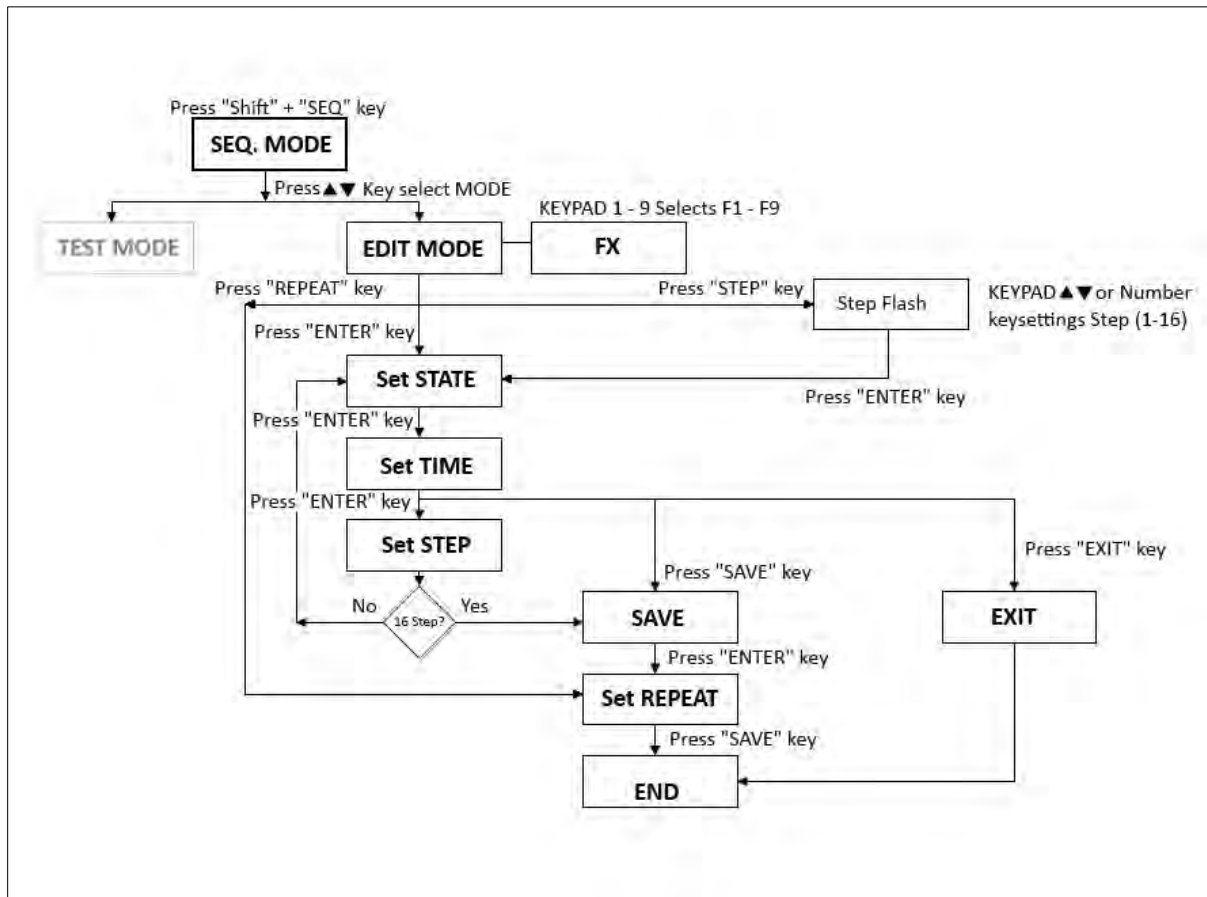 Press "Shift" + "SEQ" key
SEQ. MODE
Press ▲▼ Key select MODE
KEYPAD 1 - 9 Selects F1 - F9
TEST MODE
EDIT MODE
FX
Press "REPEAT" key
Press "STEP" key
Step Flash
KEYPAD ▲▼ or Number
keysettings Step (1-16)
Press "ENTER" key
Set STATE
Press "ENTER" key
Press "ENTER" key
Set TIME
Press "ENTER" key
Set STEP
Press "EXIT" key
Press "SAVE" key
No
16 Step?
Yes
SAVE
EXIT
Press "ENTER" key
Set REPEAT
Press "SAVE" key
END